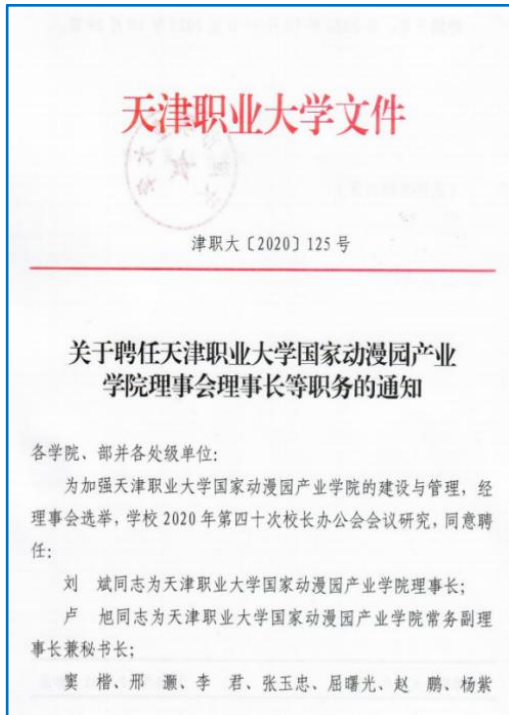 天津职业大学文件
津职大〔2020〕125号
关于聘任天津职业大学国家动漫园产业
学院理事会理事长等职务的通知
各学院、部并各处级单位：
为加强天津职业大学国家动漫园产业学院的建设与管理，经
理事会选举，学校2020年第四十次校长办公会会议研究，同意聘
任：
刘　斌同志为天津职业大学国家动漫园产业学院理事长；
卢　旭同志为天津职业大学国家动漫园产业学院常务副理
事长兼秘书长；
窦　楷、邢　灏、李　君、张玉忠、屈曙光、赵　鹏、杨紫